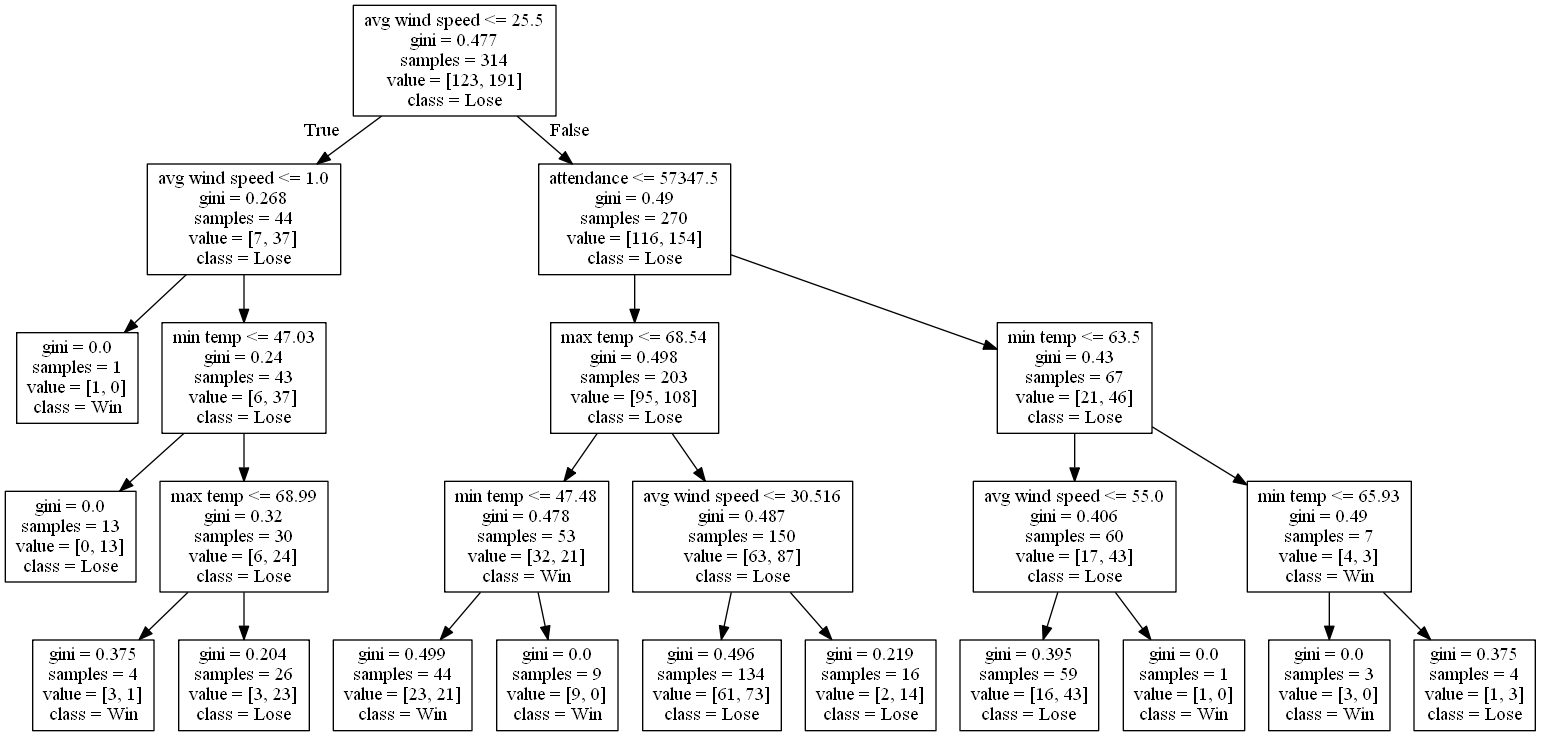 avg wind speed <= 25.5
gini = 0.477
samples = 314
value = [123, 191]
class = Lose
True
False
avg wind speed <= 1.0
gini = 0.268
samples = 44
value = [7, 37]
class = Lose
attendance <= 57347.5
gini = 0.49
samples = 270
value = [116, 154]
class = Lose
gini = 0.0
samples = 1
value = [1, 0]
class = Win
min temp <= 47.03
gini = 0.24
samples = 43
value = [6, 37]
class = Lose
max temp <= 68.54
gini = 0.498
samples = 203
value = [95, 108]
class = Lose
min temp <= 63.5
gini = 0.43
samples = 67
value = [21, 46]
class = Lose
gini = 0.0
samples = 13
value = [0, 13]
class = Lose
max temp <= 68.99
gini = 0.32
samples = 30
value = [6, 24]
class = Lose
min temp <= 47.48
gini = 0.478
samples = 53
value = [32, 21]
class = Win
avg wind speed <= 30.516
gini = 0.487
samples = 150
value = [63, 87]
class = Lose
avg wind speed <= 55.0
gini = 0.406
samples = 60
value = [17, 43]
class = Lose
min temp <= 65.93
gini = 0.49
samples = 7
value = [4, 3]
class = Win
gini = 0.375
samples = 4
value = [3, 1]
class = Win
gini = 0.204
samples = 26
value = [3, 23]
class = Lose
gini = 0.499
samples = 44
value = [23, 21]
class = Win
gini = 0.0
samples = 9
value = [9, 0]
class = Win
gini = 0.496
samples = 134
value = [61, 73]
class = Lose
gini = 0.219
samples = 16
value = [2, 14]
class = Lose
gini = 0.395
samples = 59
value = [16, 43]
class = Lose
gini = 0.0
samples = 1
value = [1, 0]
class = Win
gini = 0.0
samples = 3
value = [3, 0]
class = Win
gini = 0.375
samples = 4
value = [1, 3]
class = Lose